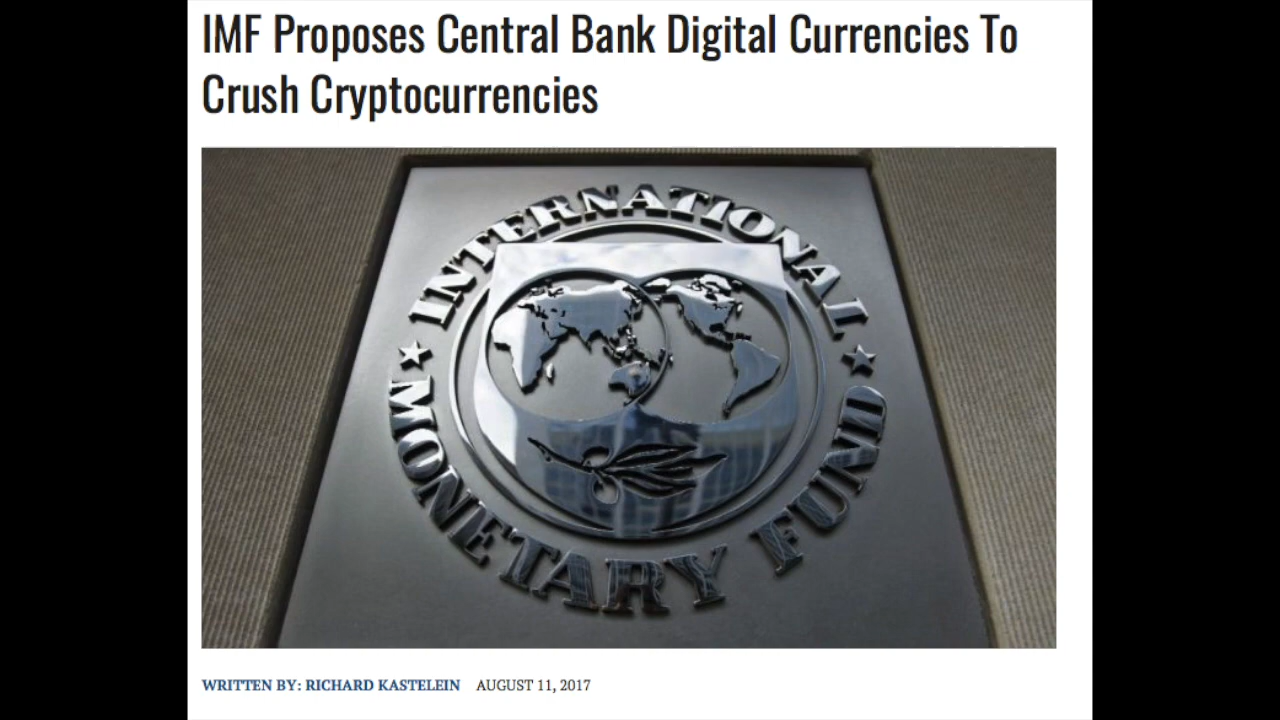 IMF Proposes Central Bank Digital Currencies To
Crush Cryptocurrencies
INTERNATIONAL
MONETARY FUND
WRITTEN BY: RICHARD KASTELEIN AUGUST 11, 2017